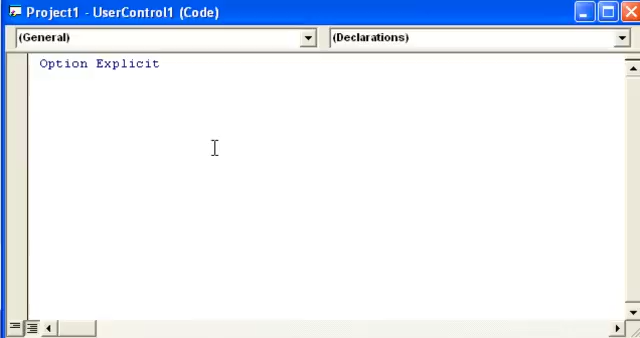 Project1 - UserControl1 (Code)
(General)
(Declarations)
Option Explicit